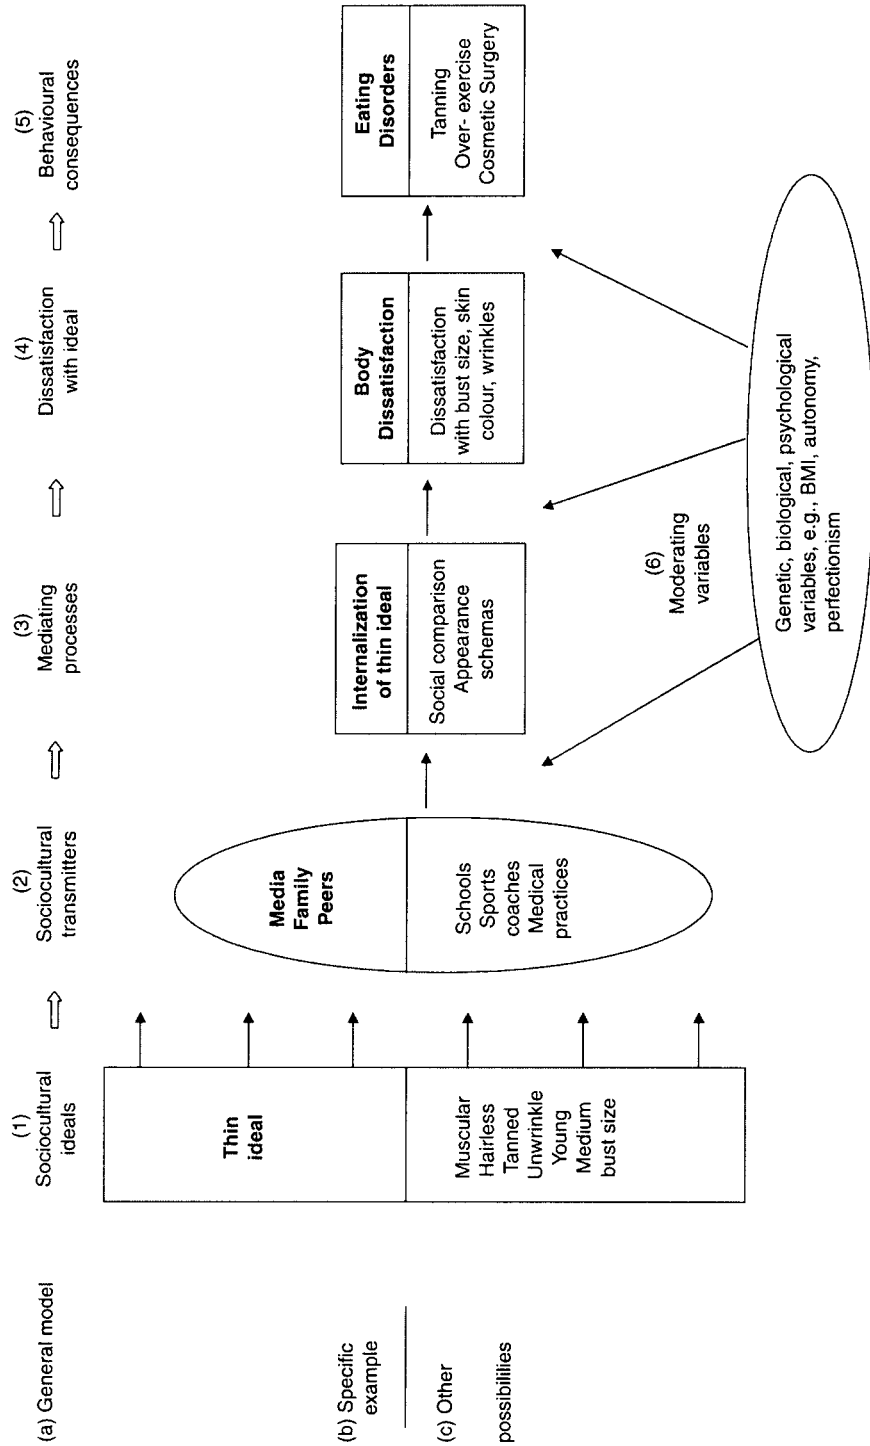 (a) General model
(1)
Sociocultural
ideals
(2)
Sociocultural
transmitters
(3)
Mediating
processes
(4)
Dissatisfaction
with ideal
(5)
Behavioural
consequences
(b) Specific
example
Thin
ideal
Media
Family
Peers
Internalization
of thin ideal
Body
Dissatisfaction
Eating
Disorders
(c) Other
possibililies
Muscular
Hairless
Tanned
Unwrinkle
Young
Medium
bust size
Schools
Sports
coaches
Medical
practices
Social comparison
Appearance
schemas
Dissatisfaction
with bust size, skin
colour, wrinkles
Tanning
Over- exercise
Cosmetic Surgery
(6)
Moderating
variables
Genetic, biological, psychological
variables, e.g., BMI, autonomy,
perfectionism